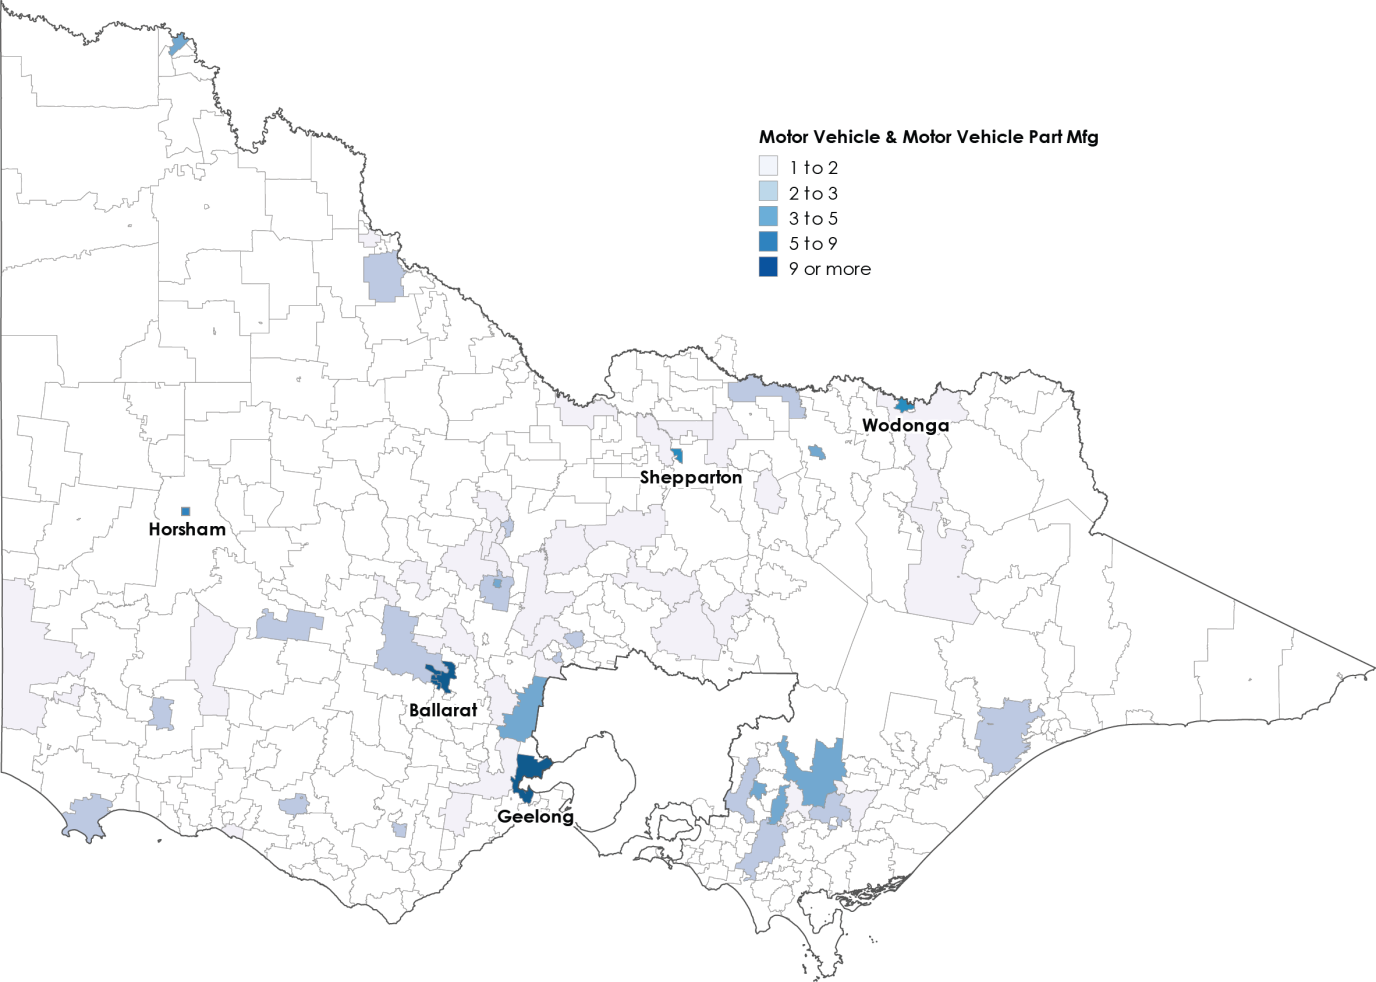 Motor Vehicle & Motor Vehicle Part Mfg
1 to 2
2 to 3
3 to 5
5 to 9
9 or more
Wodonga
Shepparton
Horsham
Ballarat
Geelong